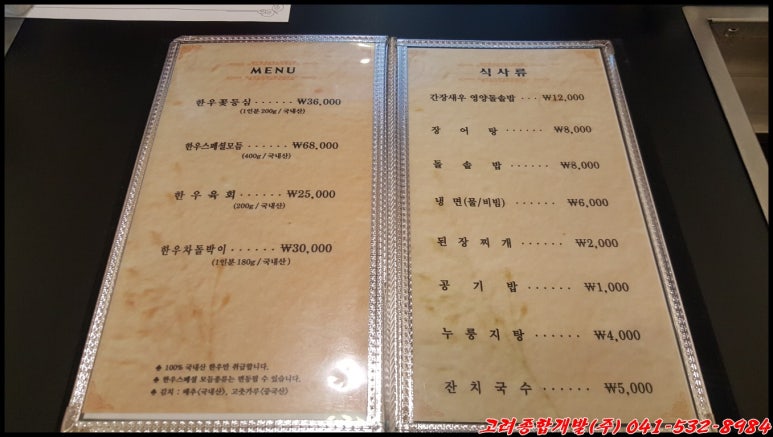 MENU
한우꽃등심 ······ ₩36,000
(1인분 200g / 국내산)
한우스페셜모듬 ······ ₩68,000
(400g / 국내산)
한 우 육 회 ······ ₩25,000
(200g / 국내산)
한우차돌박이 ······ ₩30,000
(1인분 180g / 국내산)
♠ 100% 국내산 한우만 취급합니다.
♠ 한우스페셜 모듬종류는 변동될 수 있습니다.
♠ 김치 : 배추(국내산), 고춧가루(중국산)
식 사 류
간장새우 영양돌솥밥 ··· ₩12,000
장 어 탕 ······ ₩8,000
돌 솥 밥 ······ ₩8,000
냉 면(물/비빔) ······ ₩6,000
된 장 찌 개 ······ ₩2,000
공 기 밥 ······ ₩1,000
누 룽 지 탕 ······ ₩4,000
잔 치 국 수 ······ ₩5,000
고려종합개발(주) 041-532-8984